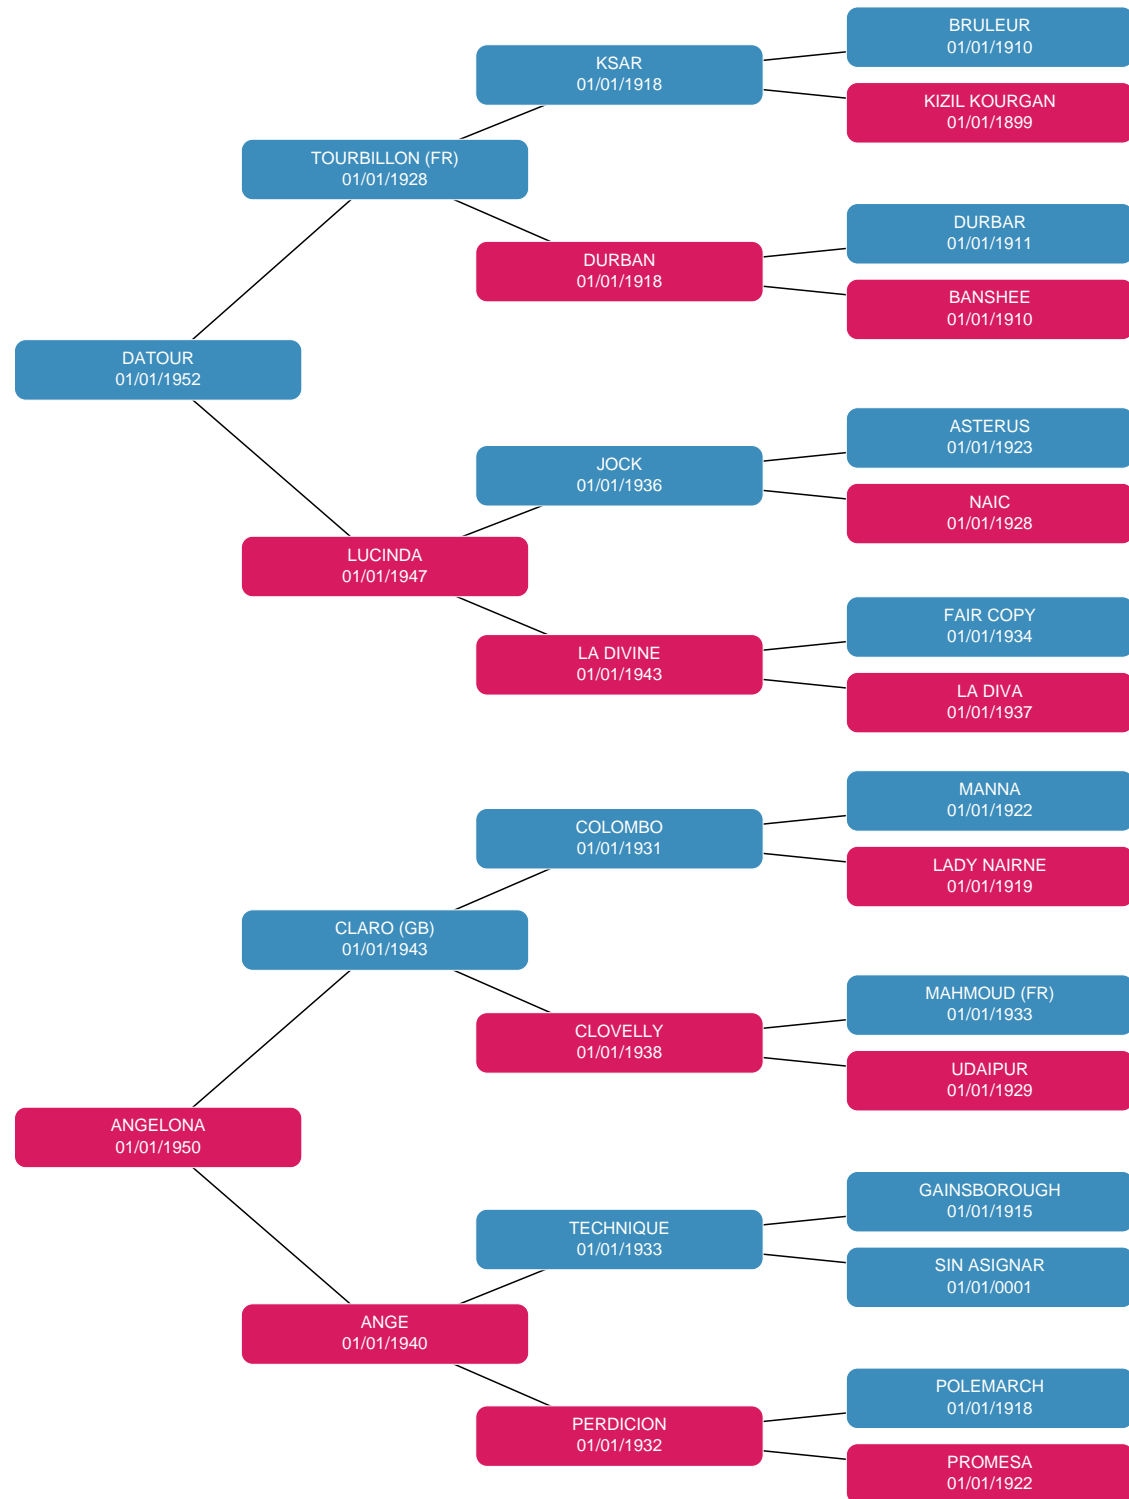 BRULEUR
01/01/1910
KSAR
01/01/1918
KIZIL KOURGAN
01/01/1899
TOURBILLON (FR)
01/01/1928
DURBAR
01/01/1911
DURBAN
01/01/1918
BANSHEE
01/01/1910
DATOUR
01/01/1952
ASTERUS
01/01/1923
JOCK
01/01/1936
NAIC
01/01/1928
LUCINDA
01/01/1947
FAIR COPY
01/01/1934
LA DIVINE
01/01/1943
LA DIVA
01/01/1937
MANNA
01/01/1922
COLOMBO
01/01/1931
LADY NAIRNE
01/01/1919
CLARO (GB)
01/01/1943
MAHMOUD (FR)
01/01/1933
CLOVELLY
01/01/1938
UDAIPUR
01/01/1929
ANGELONA
01/01/1950
GAINSBOROUGH
01/01/1915
TECHNIQUE
01/01/1933
SIN ASIGNAR
01/01/0001
ANGE
01/01/1940
POLEMARCH
01/01/1918
PERDICION
01/01/1932
PROMESA
01/01/1922